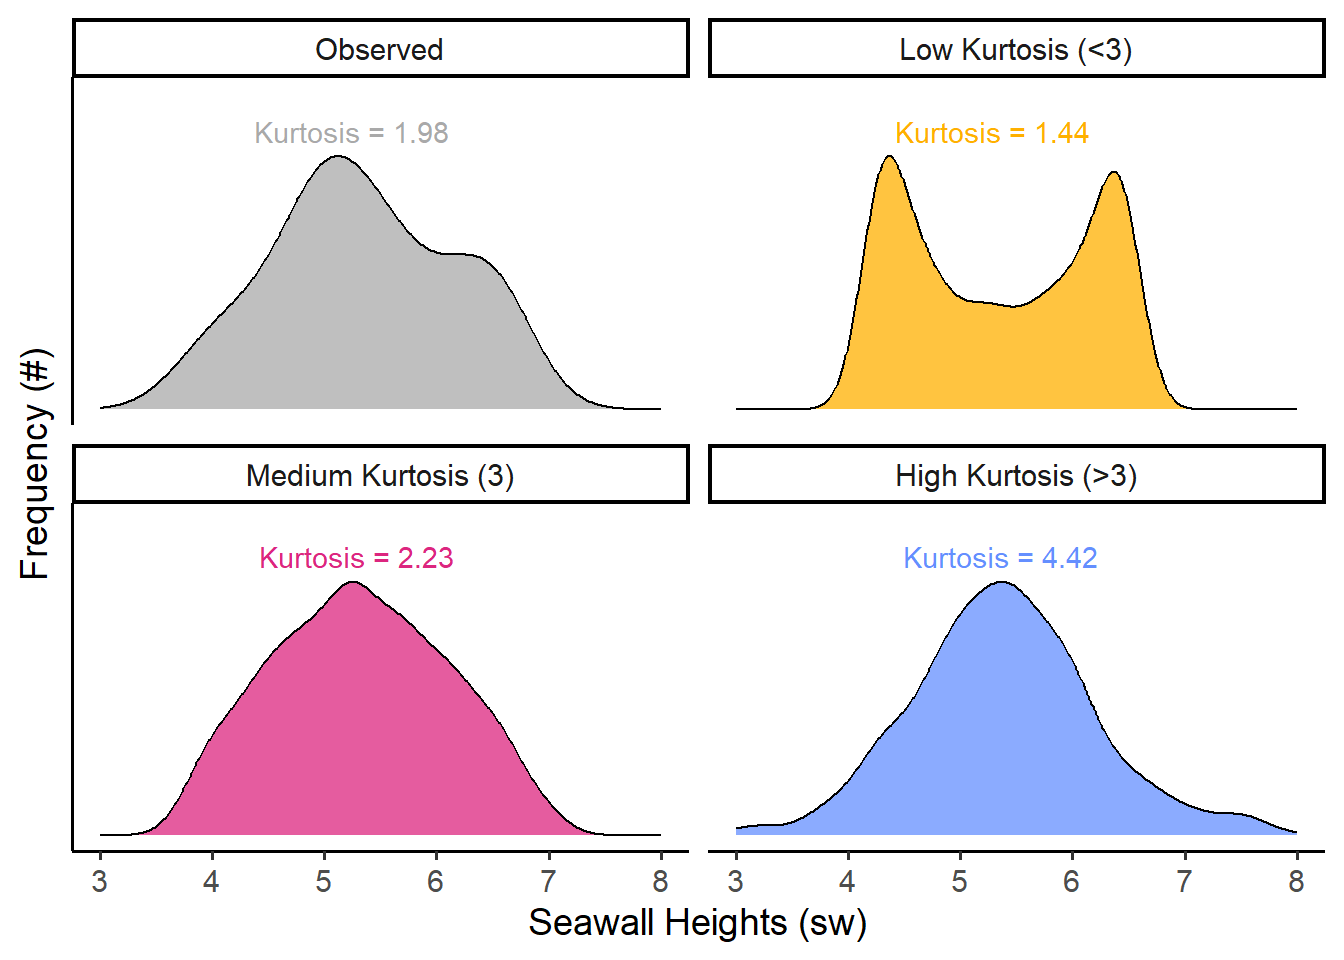 Observed
Low Kurtosis (<3)
Kurtosis = 1.98
Kurtosis = 1.44
Medium Kurtosis (3)
High Kurtosis (>3)
Kurtosis = 2.23
Kurtosis = 4.42
Frequency (#)
3 4 5 6 7 8
3 4 5 6 7 8
Seawall Heights (sw)